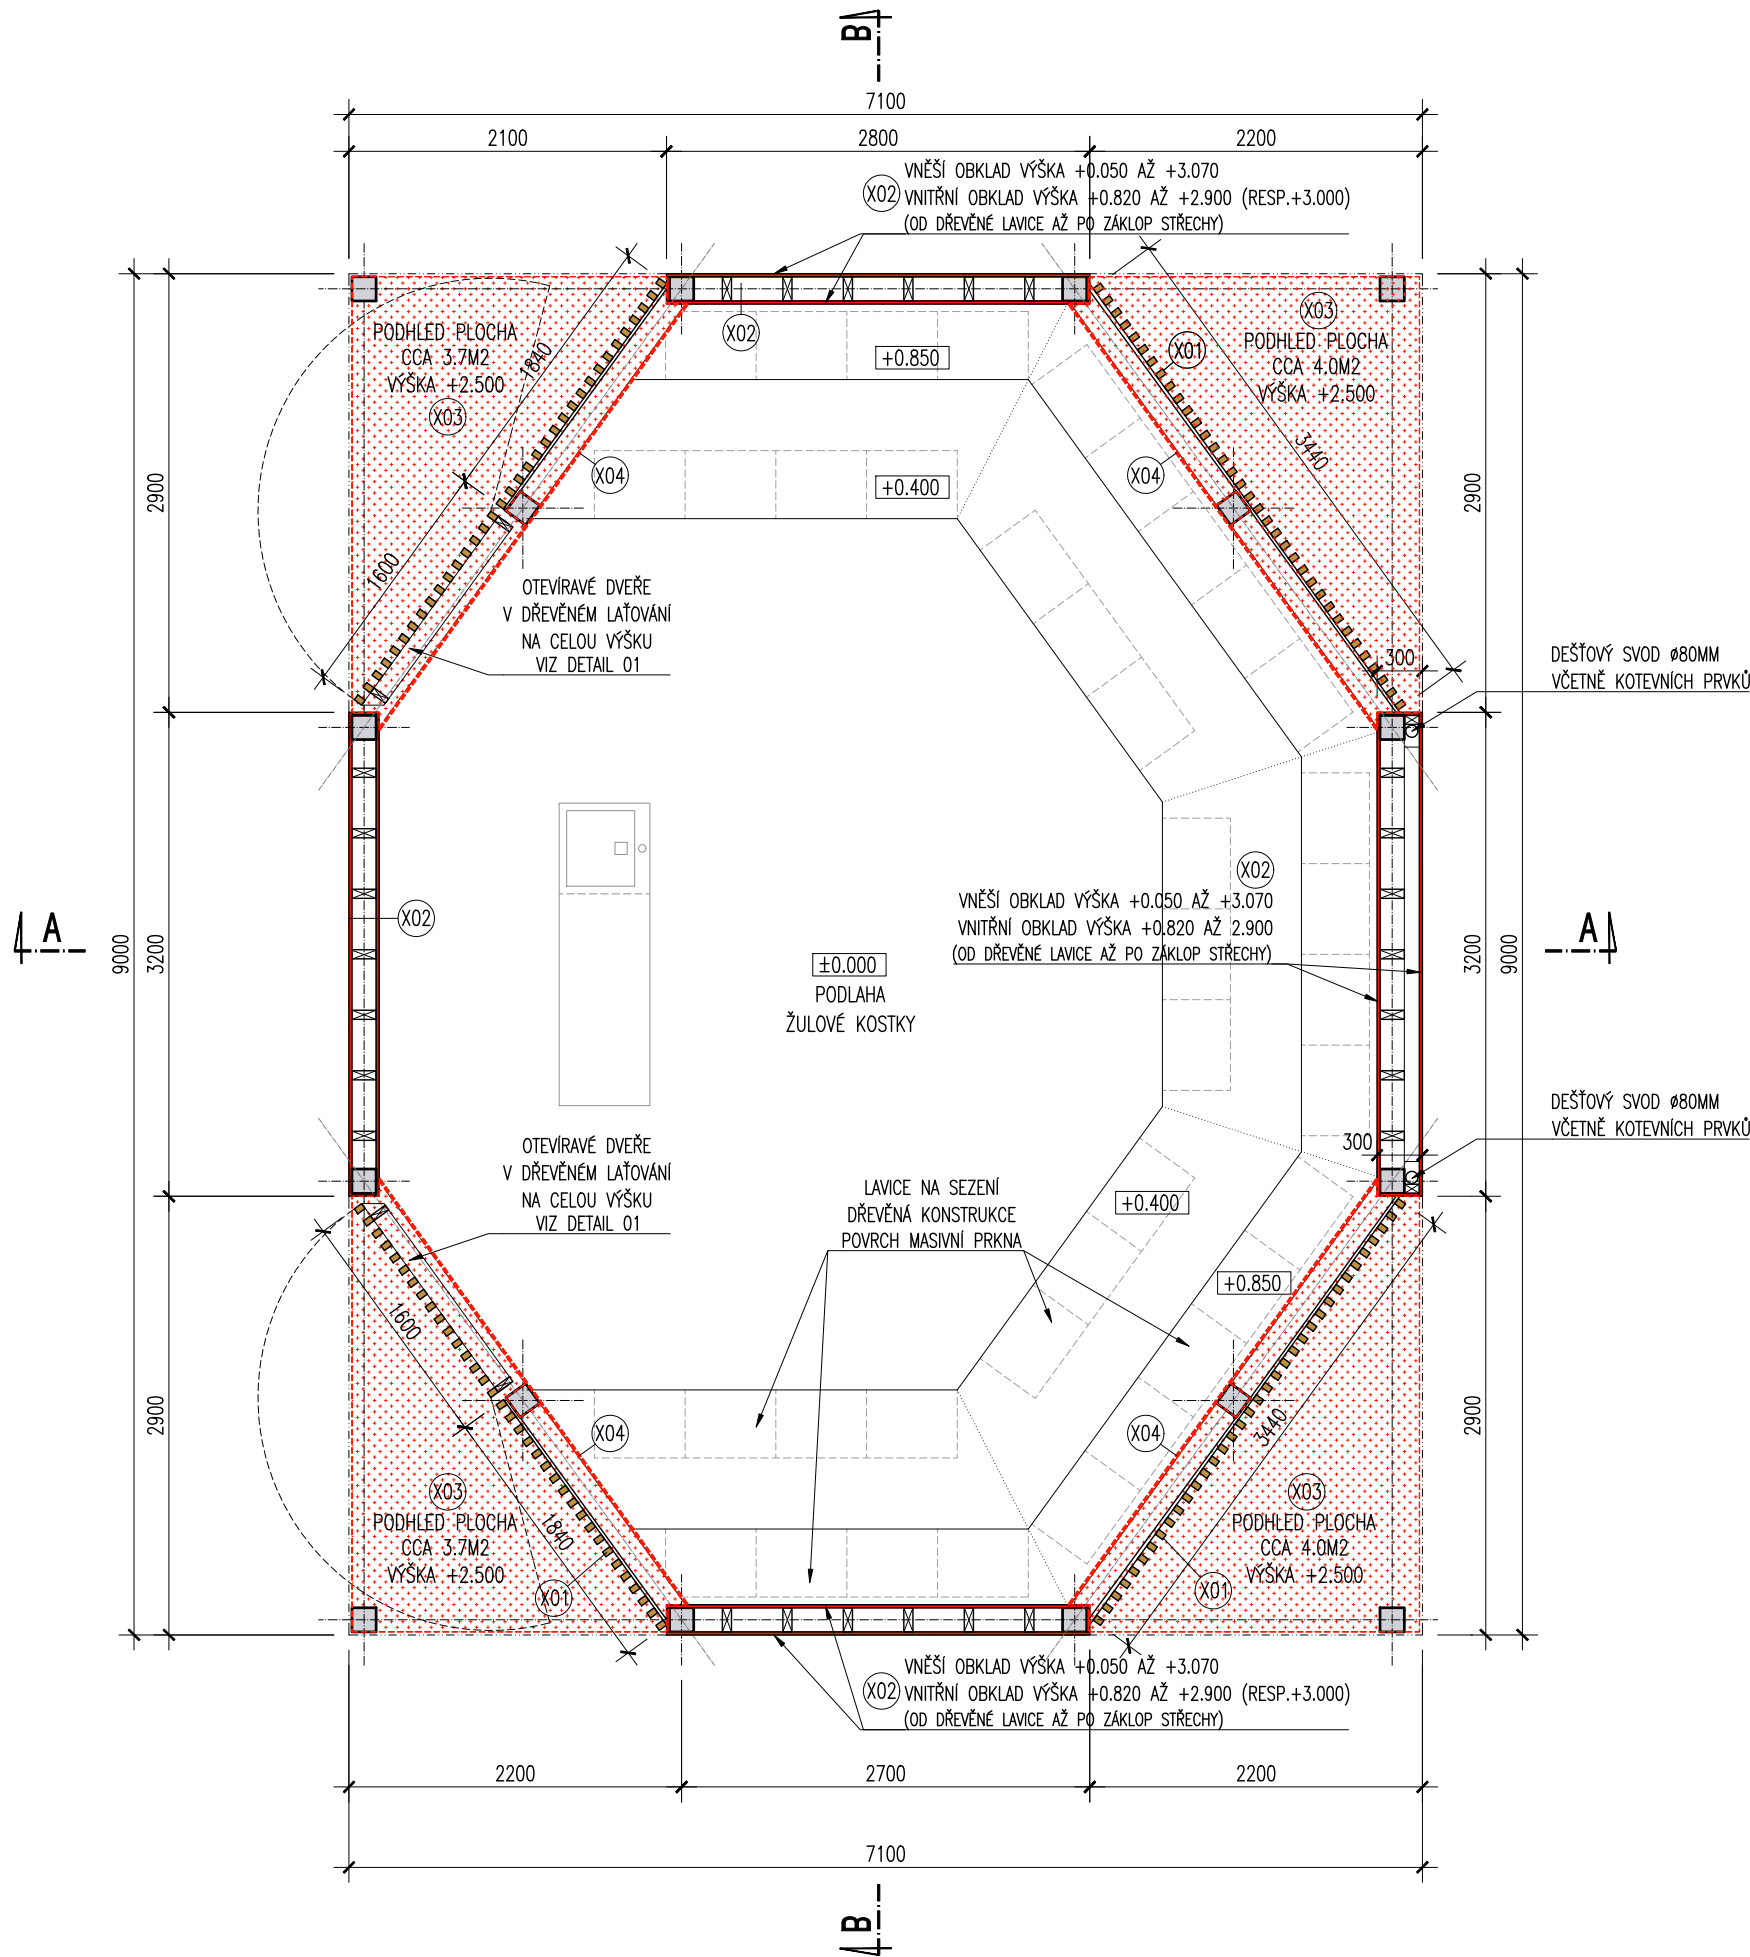 B
7100
2100
2800
2200
VNĚŠÍ OBKLAD VÝŠKA +0.050 AŽ +3.070
X02
VNITŘNÍ OBKLAD VÝŠKA +0.820 AŽ +2.900 (RESP.+3.000)
(OD DŘEVĚNÉ LAVICE AŽ PO ZÁKLOP STŘECHY)
PODHLED PLOCHA
CCA 3.7M2
VÝŠKA +2.500
X03
1840
X02
+0.850
X01
X03
PODHLED PLOCHA
CCA 4.0M2
VÝŠKA +2.500
3440
2900
1600
X04
+0.400
X04
2900
OTEVÍRAVÉ DVEŘE
V DŘEVĚNÉM LAŤOVÁNÍ
NA CELOU VÝŠKU
VIZ DETAIL 01
300
DEŠŤOVÝ SVOD ø80MM
VČETNĚ KOTEVNÍCH PRVKŮ
X02
X02
VNĚŠÍ OBKLAD VÝŠKA +0.050 AŽ +3.070
VNITŘNÍ OBKLAD VÝŠKA +0.820 AŽ 2.900
(OD DŘEVĚNÉ LAVICE AŽ PO ZÁKLOP STŘECHY)
A
9000
3200
±0.000
PODLAHA
ŽULOVÉ KOSTKY
3200
9000
A
DEŠŤOVÝ SVOD ø80MM
VČETNĚ KOTEVNÍCH PRVKŮ
300
OTEVÍRAVÉ DVEŘE
V DŘEVĚNÉM LAŤOVÁNÍ
NA CELOU VÝŠKU
VIZ DETAIL 01
LAVICE NA SEZENÍ
DŘEVĚNÁ KONSTRUKCE
POVRCH MASIVNÍ PRKNA
+0.400
+0.850
1600
2900
X04
X04
3440
2900
X03
PODHLED PLOCHA
CCA 3.7M2
VÝŠKA +2.500
1840
X01
X03
PODHLED PLOCHA
CCA 4.0M2
VÝŠKA +2.500
X01
VNĚŠÍ OBKLAD VÝŠKA +0.050 AŽ +3.070
X02
VNITŘNÍ OBKLAD VÝŠKA +0.820 AŽ +2.900 (RESP.+3.000)
(OD DŘEVĚNÉ LAVICE AŽ PO ZÁKLOP STŘECHY)
2200
2700
2200
7100
B